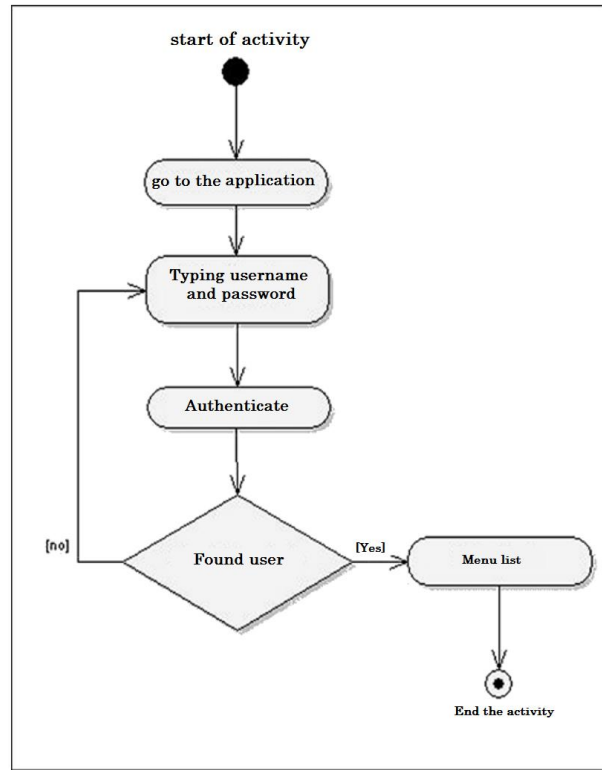 start of activity
go to the application
Typing username
and password
Authenticate
Found user
[no]
[Yes]
Menu list
End the activity